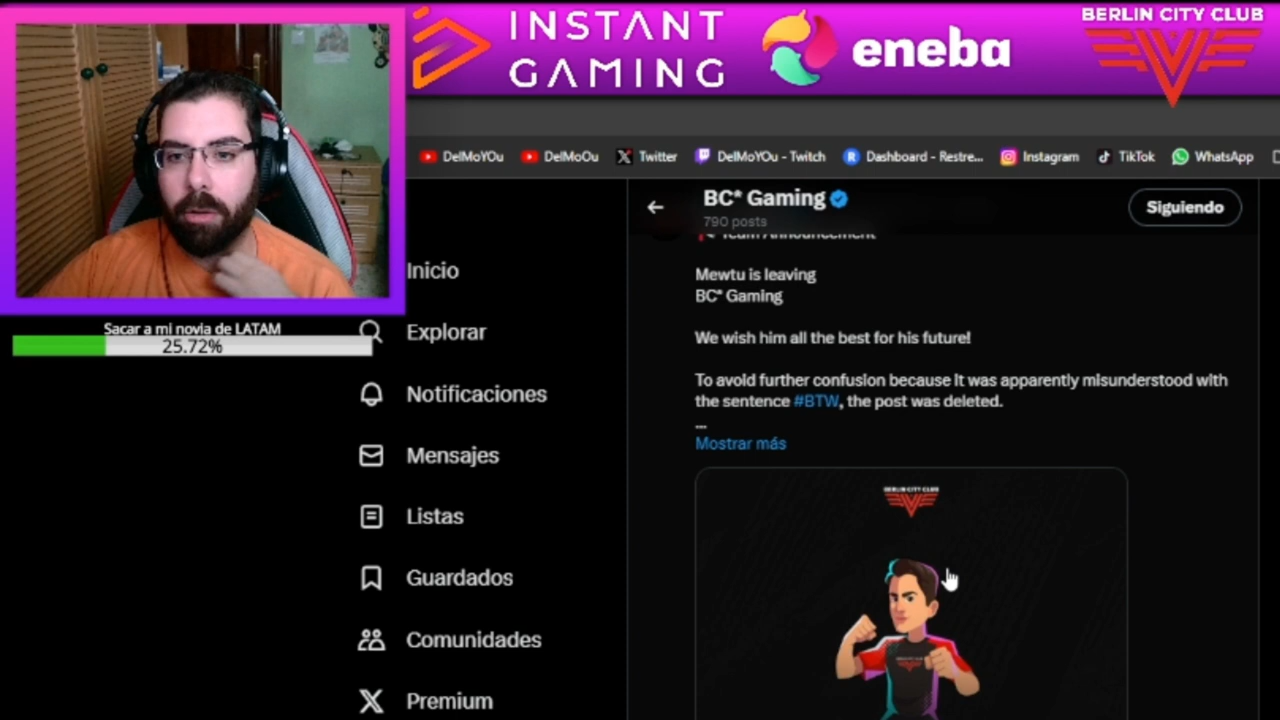 INSTANT
GAMING
eneba
BERLIN CITY CLUB
DelMoYOu
DelMoOu
Twitter
DelMoYOu - Twitch
Dashboard - Restre...
Instagram
TikTok
WhatsApp
BC* Gaming
790 posts
Siguiendo
Team Announcement
Mewtu is leaving
BC* Gaming
We wish him all the best for his future!
To avoid further confusion because it was apparently misunderstood with
the sentence #BTW, the post was deleted.
...
Mostrar más
BERLIN CITY CLUB
Sacar a mi novia de LATAM
25.72%
Inicio
Explorar
Notificaciones
Mensajes
Listas
Guardados
Comunidades
Premium